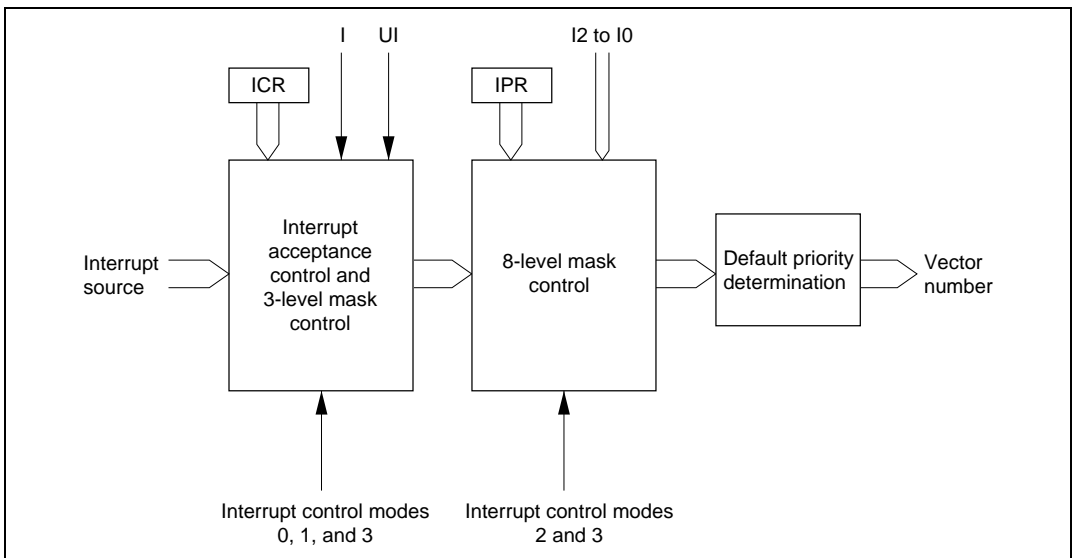 I
UI
I2 to I0
ICR
IPR
Interrupt
source
Interrupt
acceptance
control and
3-level mask
control
8-level mask
control
Default priority
determination
Vector
number
Interrupt control modes
0, 1, and 3
Interrupt control modes
2 and 3